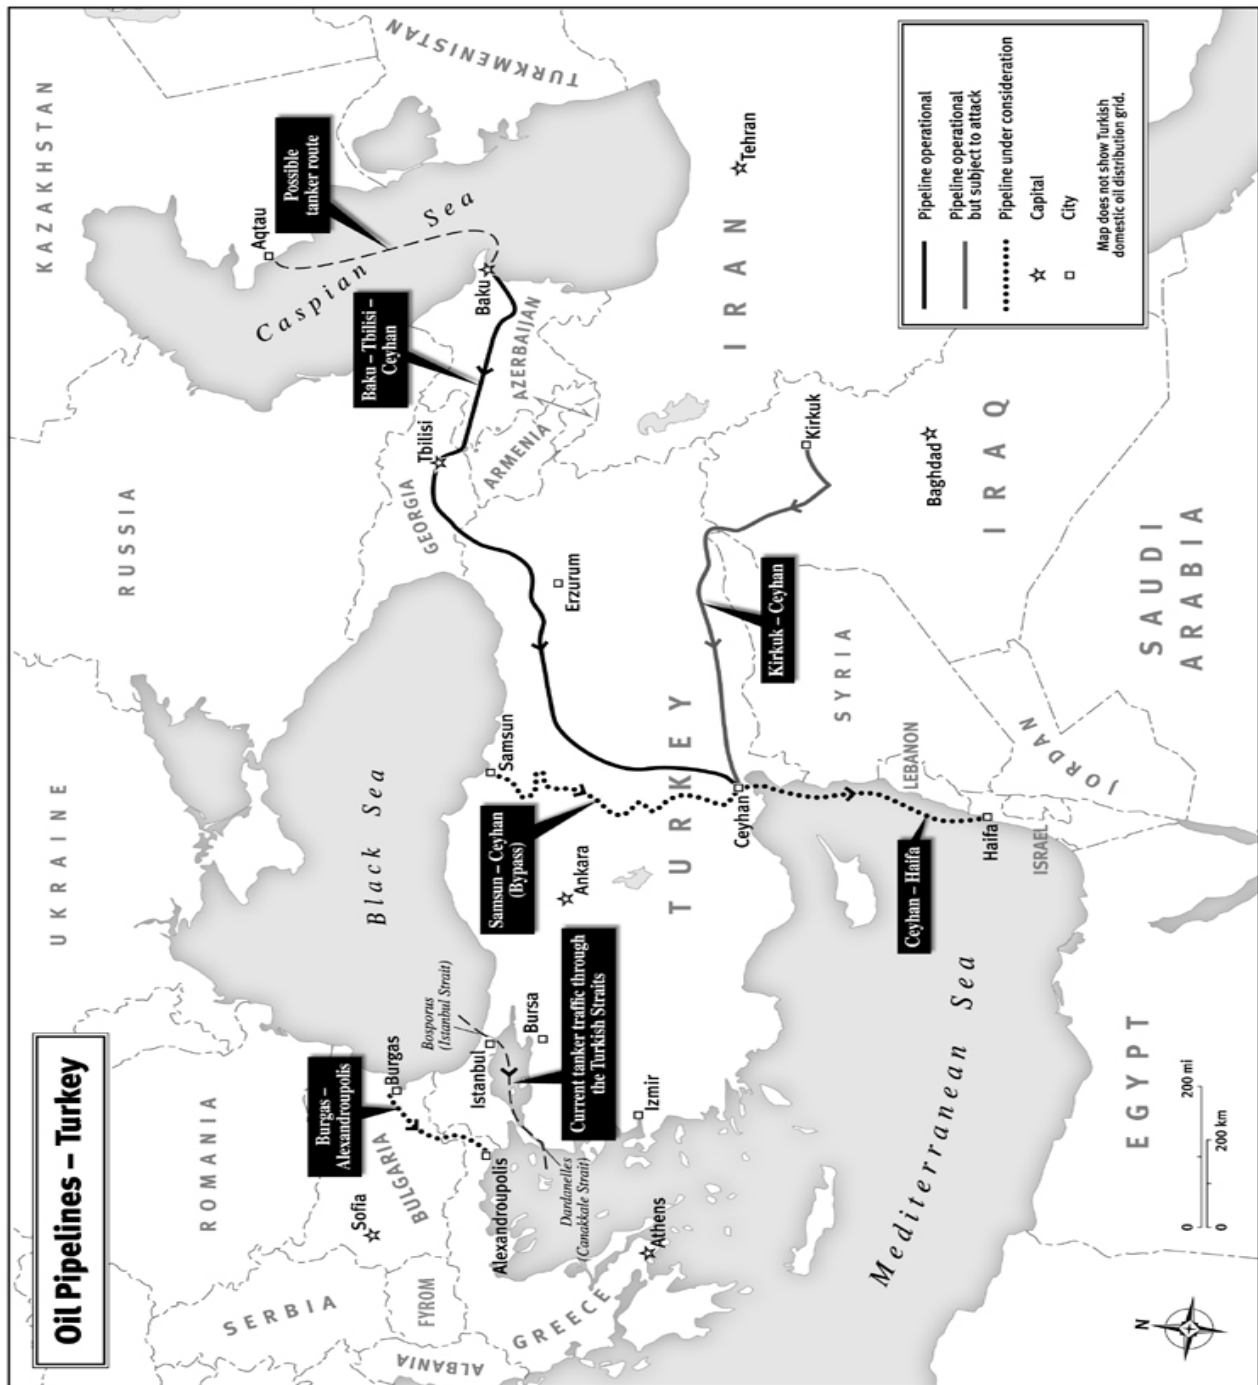 Oil Pipelines – Turkey
KAZAKHSTAN
RUSSIA
UKRAINE
ROMANIA
SERBIA
BULGARIA
FYROM
ALBANIA
GREECE
TURKEY
GEORGIA
ARMENIA
AZERBAIJAN
TURKMENISTAN
IRAN
IRAQ
SYRIA
LEBANON
ISRAEL
JORDAN
SAUDI
ARABIA
EGYPT
Black Sea
Caspian Sea
Mediterranean Sea
Bosporus
(Istanbul Strait)
Dardanelles
(Canakkale Strait)
Sofia
Burgas
Alexandroupolis
Athens
Istanbul
Bursa
Izmir
Ankara
Samsun
Ceyhan
Erzurum
Tbilisi
Baku
Aqtau
Tehran
Kirkuk
Baghdad
Haifa
Burgas –
Alexandroupolis
Current tanker traffic through
the Turkish Straits
Samsun – Ceyhan
(Bypass)
Baku – Tbilisi –
Ceyhan
Possible
tanker route
Kirkuk – Ceyhan
Ceyhan – Haifa
Pipeline operational
Pipeline operational
but subject to attack
Pipeline under consideration
Capital
City
Map does not show Turkish
domestic oil distribution grid.
N
0 200 mi
0 200 km